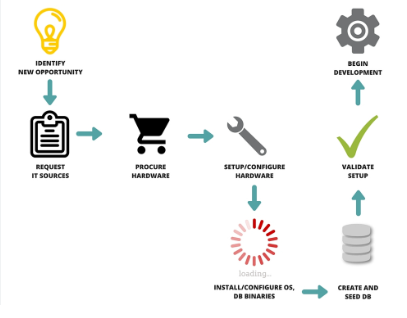 IDENTIFY
NEW OPPORTUNITY
BEGIN
DEVELOPMENT
REQUEST
IT SOURCES
PROCURE
HARDWARE
SETUP/CONFIGURE
HARDWARE
VALIDATE
SETUP
loading...
INSTALL/CONFIGURE OS,
DB BINARIES
CREATE AND
SEED DB